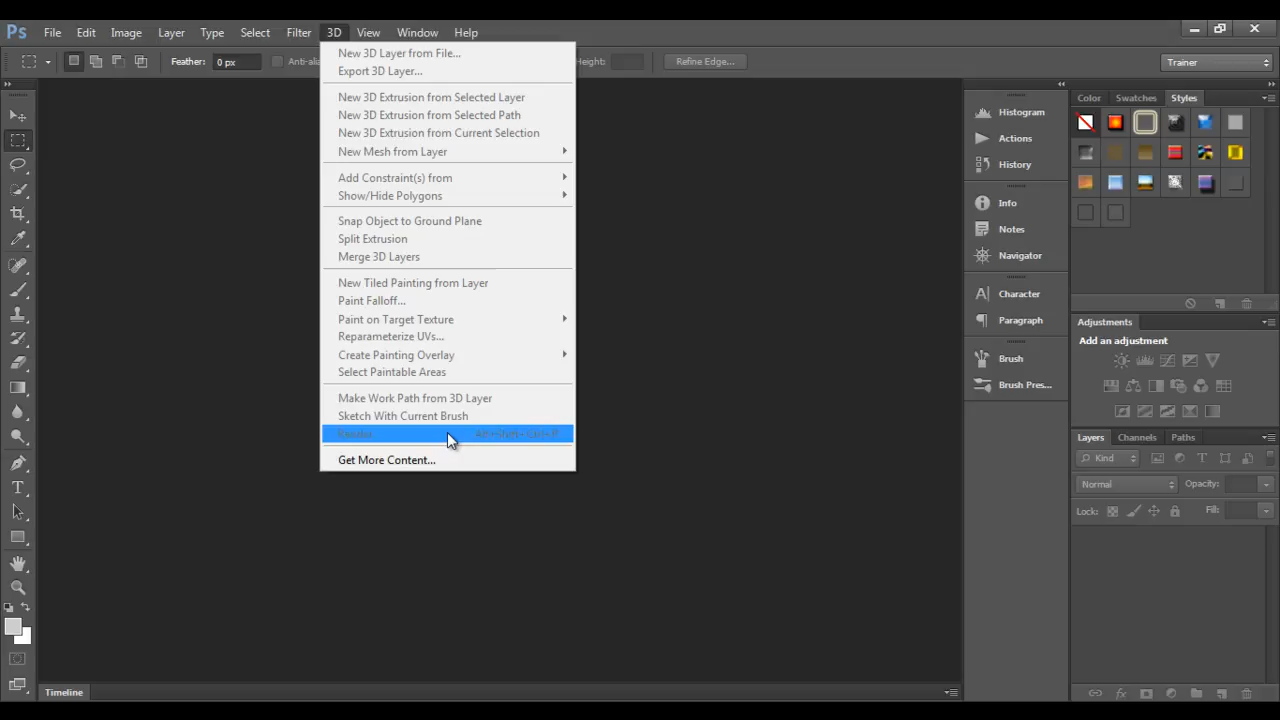 Ps File Edit Image Layer Type Select Filter 3D View Window Help
Feather: 0 px Anti-alia Height: Refine Edge... Trainer
New 3D Layer from File...
Export 3D Layer...
New 3D Extrusion from Selected Layer
New 3D Extrusion from Selected Path
New 3D Extrusion from Current Selection
New Mesh from Layer
Add Constraint(s) from
Show/Hide Polygons
Snap Object to Ground Plane
Split Extrusion
Merge 3D Layers
New Tiled Painting from Layer
Paint Falloff...
Paint on Target Texture
Reparameterize UVs...
Create Painting Overlay
Select Paintable Areas
Make Work Path from 3D Layer
Sketch With Current Brush
Render
Get More Content...
Histogram
Actions
History
Info
Notes
Navigator
Character
Paragraph
Brush
Brush Pres...
Color Swatches Styles
Adjustments
Add an adjustment
Layers Channels Paths
Kind
Normal Opacity:
Lock: Fill:
Timeline